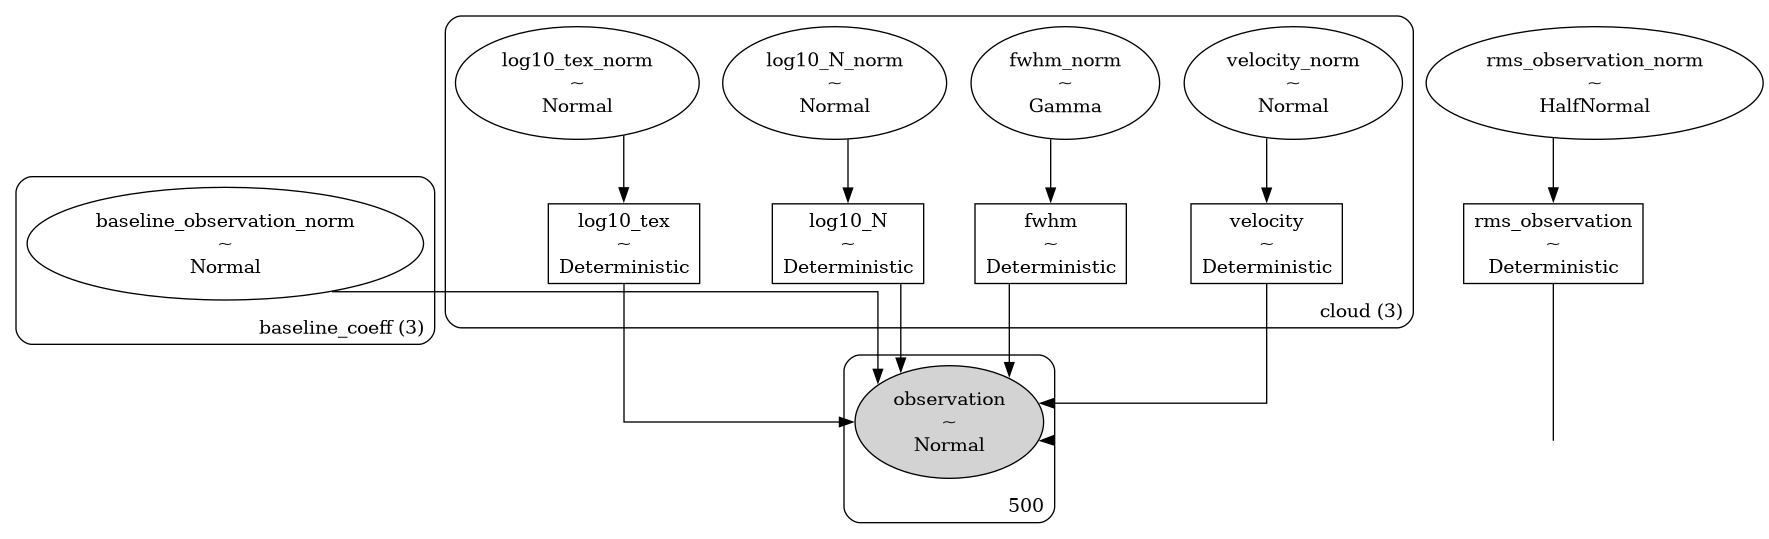 log10_tex_norm
~
Normal
log10_N_norm
~
Normal
fwhm_norm
~
Gamma
velocity_norm
~
Normal
rms_observation_norm
~
HalfNormal
baseline_observation_norm
~
Normal
baseline_coeff (3)
log10_tex
~
Deterministic
log10_N
~
Deterministic
fwhm
~
Deterministic
velocity
~
Deterministic
cloud (3)
rms_observation
~
Deterministic
observation
~
Normal
500